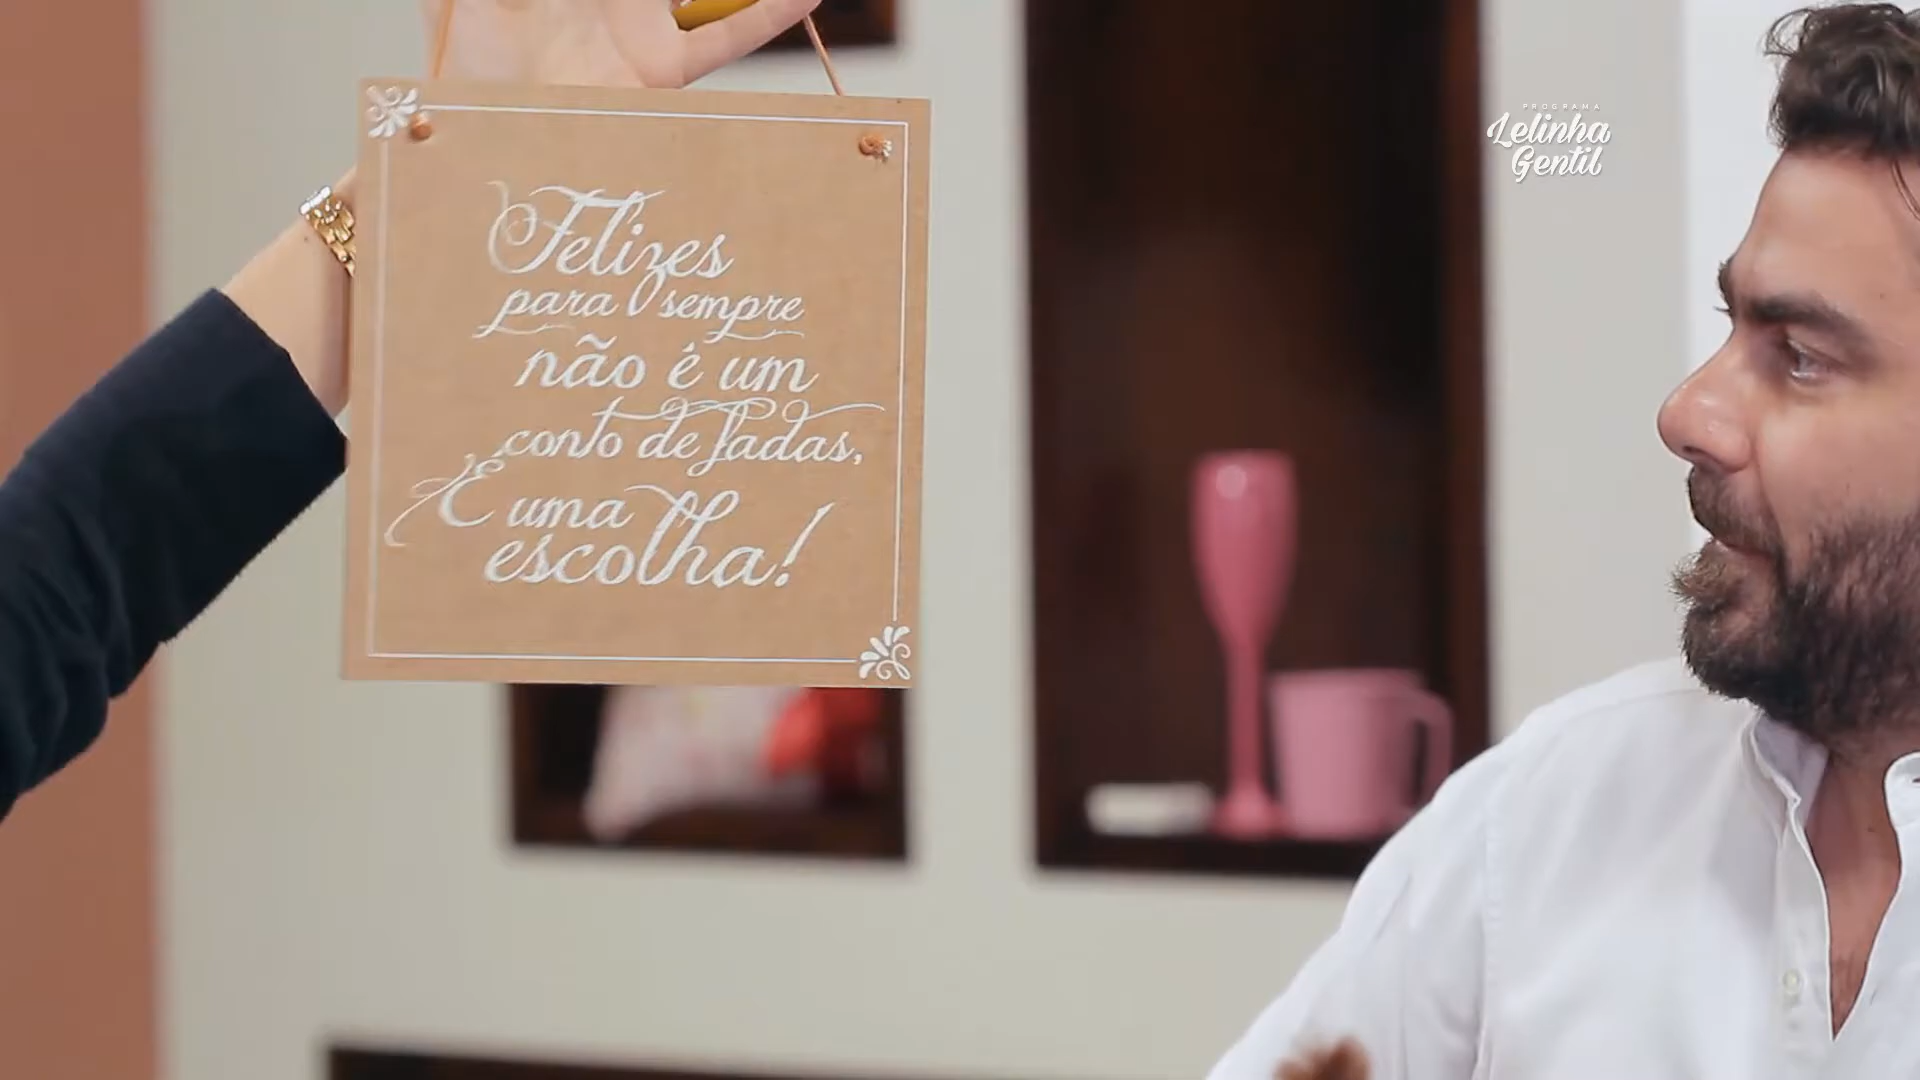 Felizes
para sempre
não é um
conto de fadas,
É uma
escolha!
PROGRAMA
Lelinha
Gentil